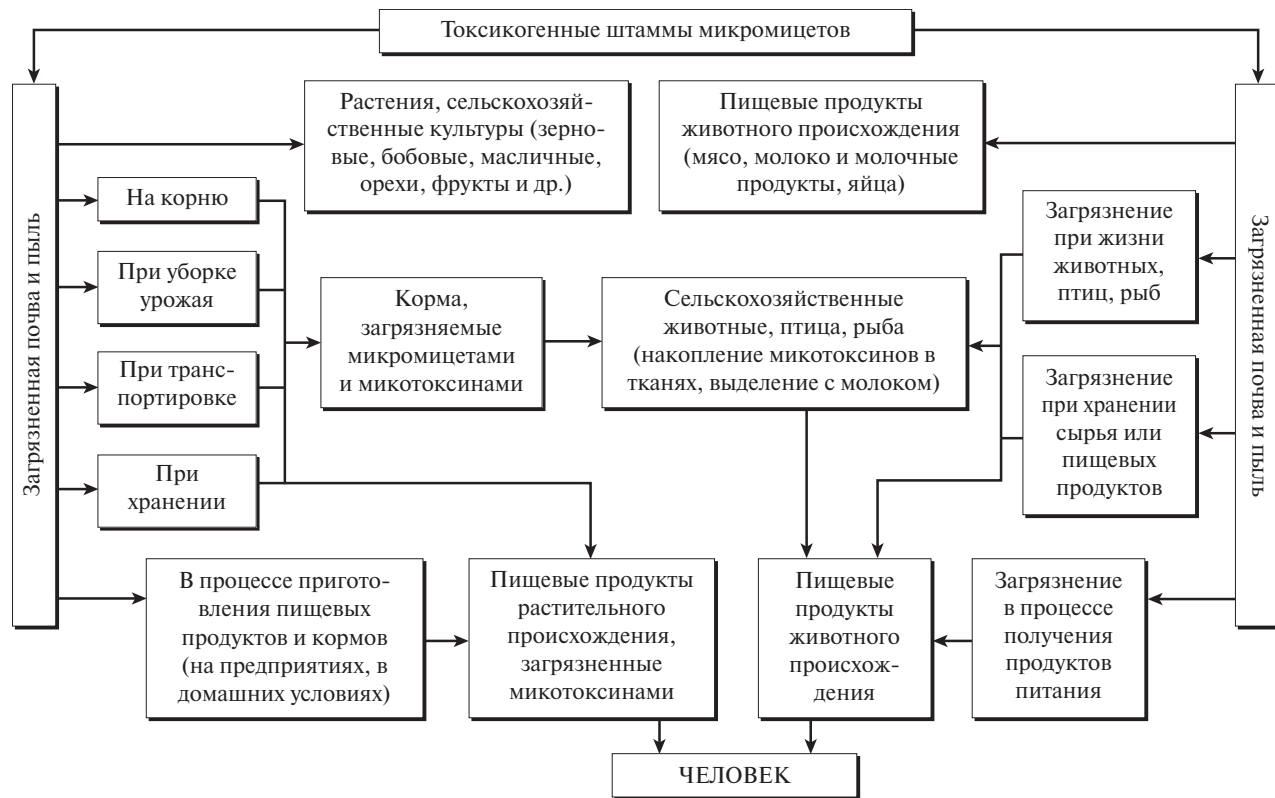 Токсикогенные штаммы микромицетов
Загрязненная почва и пыль
Растения, сельскохозяй-
ственные культуры (зерно-
вые, бобовые, масличные,
орехи, фрукты и др.)
Пищевые продукты
животного происхождения
(мясо, молоко и молочные
продукты, яйца)
Загрязненная почва и пыль
На корню
При уборке
урожая
При транс-
портировке
При
хранении
Корма,
загрязняемые
микромицетами
и микотоксинами
Сельскохозяйственные
животные, птица, рыба
(накопление микотоксинов в
тканях, выделение с молоком)
Загрязнение
при жизни
животных,
птиц, рыб
Загрязнение
при хранении
сырья или
пищевых
продуктов
В процессе пригото-
вления пищевых
продуктов и кормов
(на предприятиях, в
домашних условиях)
Пищевые продукты
растительного
происхождения,
загрязненные
микотоксинами
Пищевые
продукты
животного
происхож-
дения
Загрязнение
в процессе
получения
продуктов
питания
ЧЕЛОВЕК